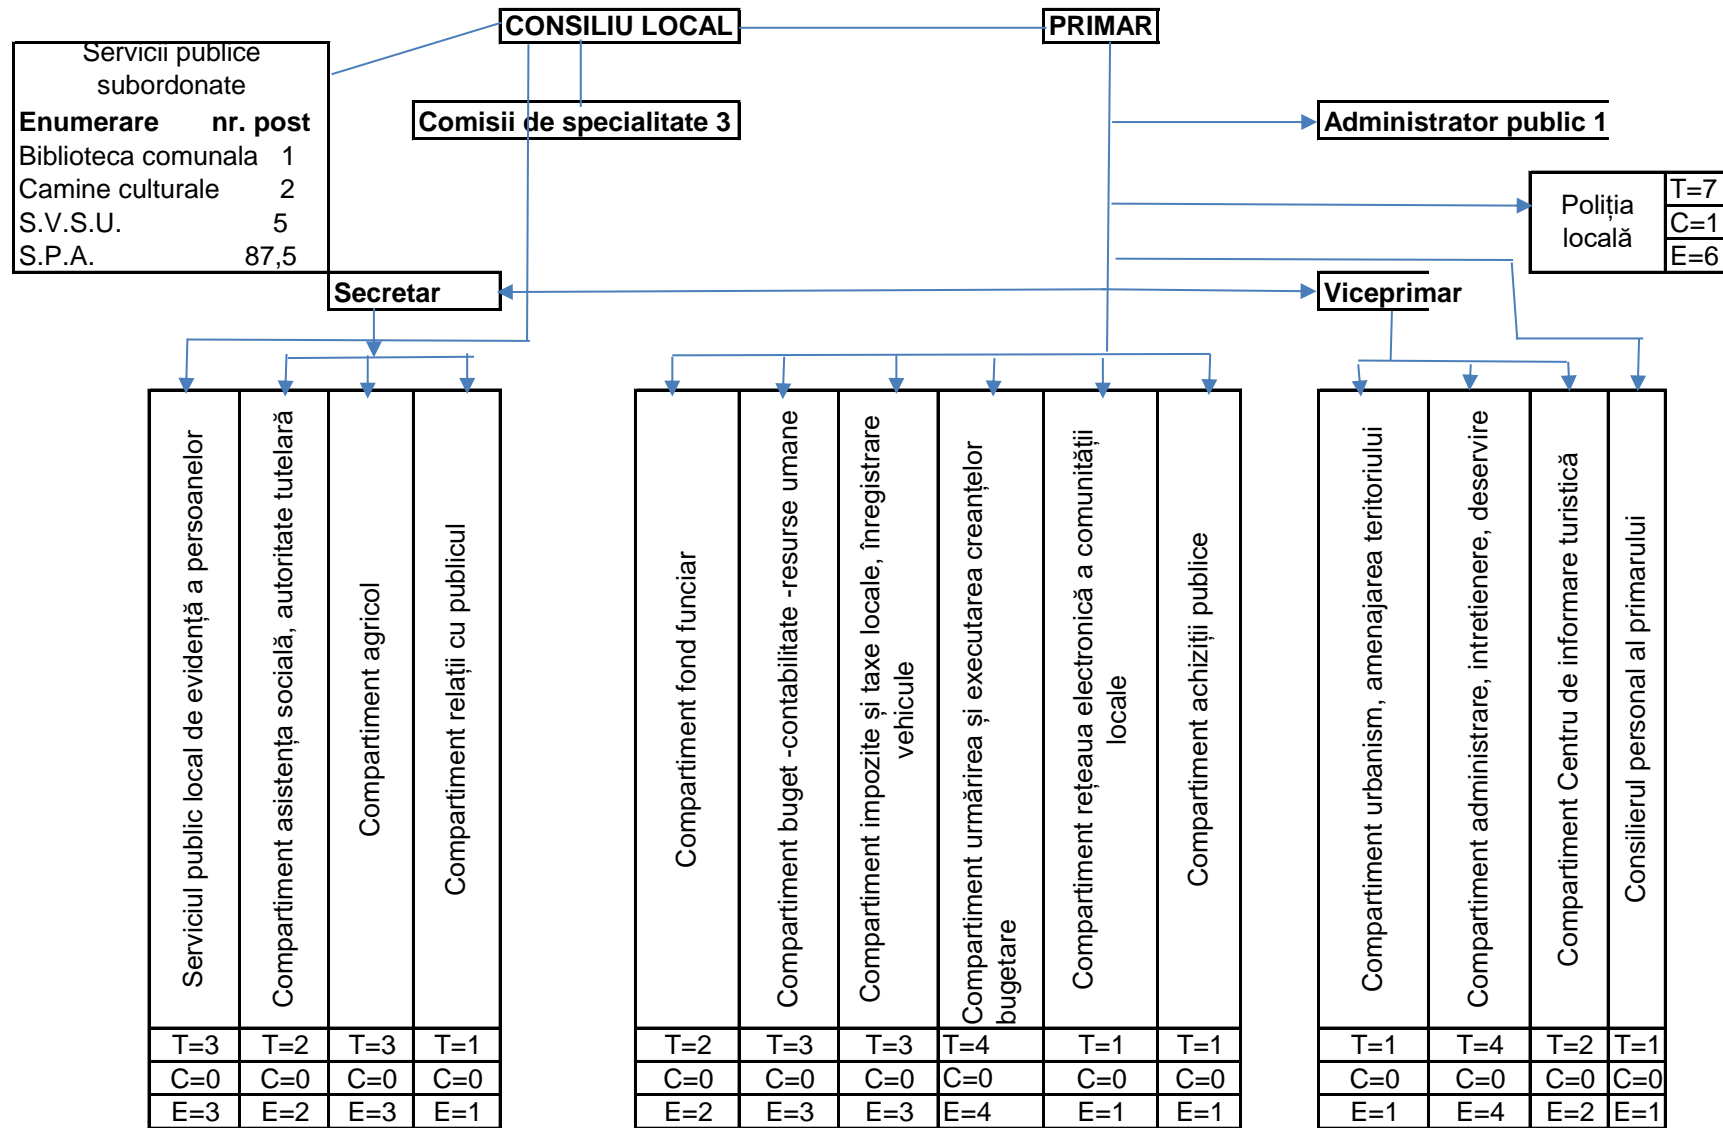 CONSILIU LOCAL
PRIMAR
Servicii publice
subordonate
Enumerare nr. post
Biblioteca comunala 1
Camine culturale 2
S.V.S.U. 5
S.P.A. 87,5
Comisii de specialitate 3
Administrator public 1
Poliția
locală
T=7
C=1
E=6
Secretar
Viceprimar
Serviciul public local de evidență a persoanelor
Compartiment asistența socială, autoritate tutelară
Compartiment agricol
Compartiment relații cu publicul
Compartiment fond funciar
Compartiment buget -contabilitate -resurse umane
Compartiment impozite și taxe locale, înregistrare
vehicule
Compartiment urmărirea și executarea creanțelor
bugetare
Compartiment rețeaua electronică a comunității
locale
Compartiment achiziții publice
Compartiment urbanism, amenajarea teritoriului
Compartiment administrare, intretienere, deservire
Compartiment Centru de informare turistică
Consilierul personal al primarului
T=3 T=2 T=3 T=1 T=2 T=3 T=3 T=4 T=1 T=1 T=1 T=4 T=2 T=1
C=0 C=0 C=0 C=0 C=0 C=0 C=0 C=0 C=0 C=0 C=0 C=0 C=0 C=0
E=3 E=2 E=3 E=1 E=2 E=3 E=3 E=4 E=1 E=1 E=1 E=4 E=2 E=1